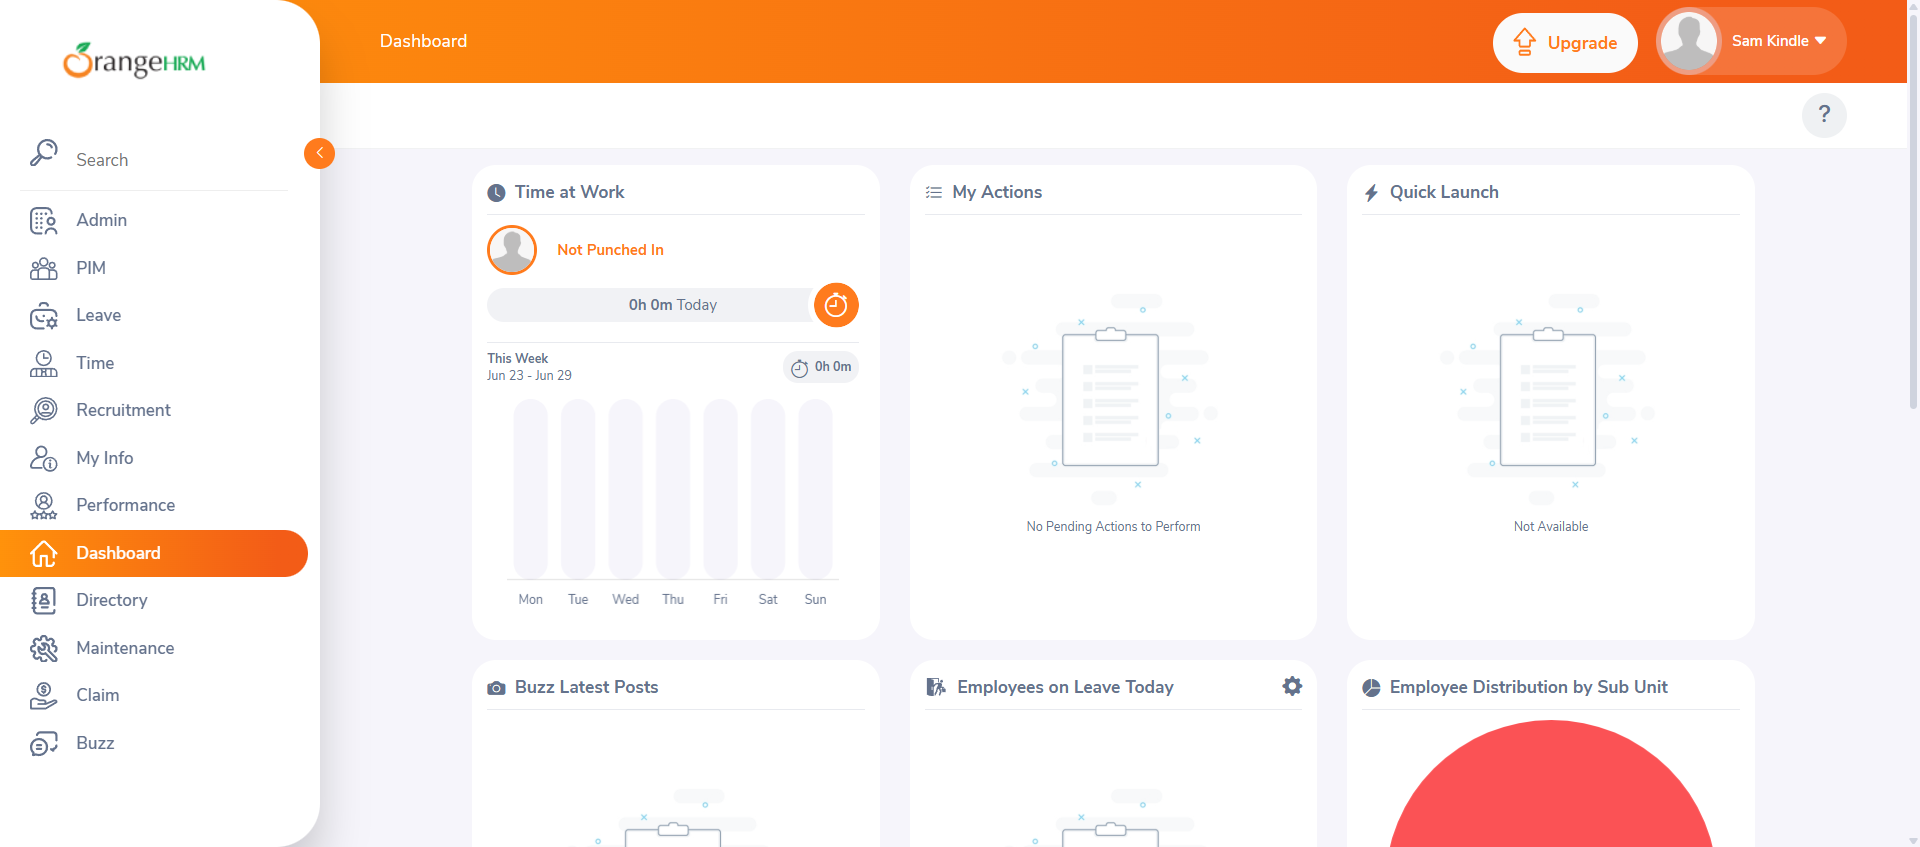 OrangeHRM
Search
Admin
PIM
Leave
Time
Recruitment
My Info
Performance
Dashboard
Directory
Maintenance
Claim
Buzz
Dashboard
Upgrade
Sam Kindle
?
Time at Work
Not Punched In
0h 0m Today
This Week
Jun 23 - Jun 29
0h 0m
Mon Tue Wed Thu Fri Sat Sun
My Actions
No Pending Actions to Perform
Quick Launch
Not Available
Buzz Latest Posts
Employees on Leave Today
Employee Distribution by Sub Unit